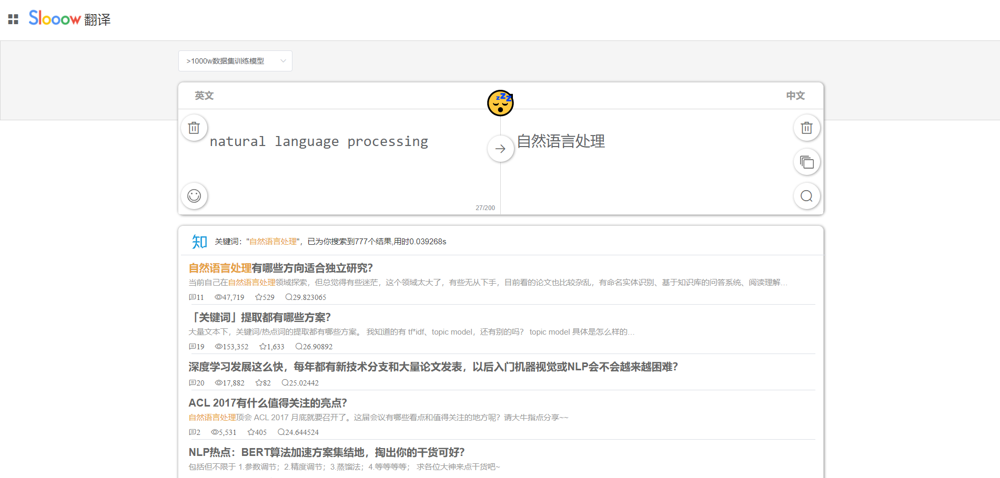 Slooow 翻译
>1000w数据集训练模型
英文
中文
natural language processing
自然语言处理
27/200
知 关键词："自然语言处理"，已为你搜索到777个结果,用时0.039268s
自然语言处理有哪些方向适合独立研究？
当前自己在自然语言处理领域探索，但总觉得有些迷茫，这个领域太大了，有些无从下手，目前看的论文也比较杂乱，有命名实体识别、基于知识库的问答系统、阅读理解…
11 47,719 529 29.823065
「关键词」提取都有哪些方案？
大量文本下，关键词/热点词的提取都有哪些方案。 我知道的有 tf*idf、topic model，还有别的吗？ topic model 具体是怎么样的…
19 153,352 1,633 26.90892
深度学习发展这么快，每年都有新技术分支和大量论文发表，以后入门机器视觉或NLP会不会越来越困难？
20 17,882 82 25.02442
ACL 2017有什么值得关注的亮点？
自然语言处理顶会 ACL 2017 月底就要召开了。这届会议有哪些看点和值得关注的地方呢？请大牛指点分享~~
2 5,531 405 24.644524
NLP热点：BERT算法加速方案集结地，掏出你的干货可好？
包括但不限于 1.参数调节；2.精度调节；3.蒸馏法；4.等等等等； 求各位大神来点干货吧~